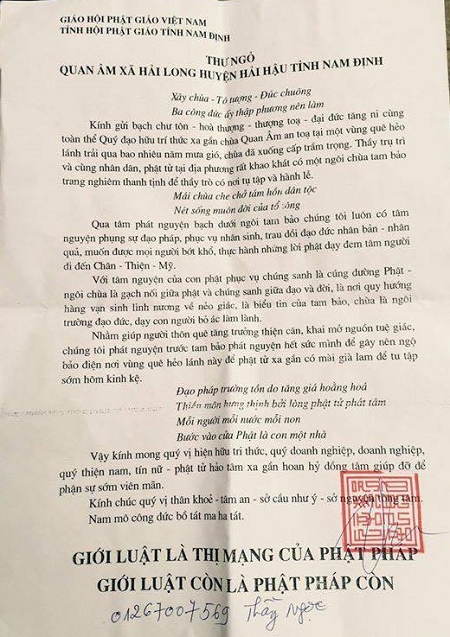 GIÁO HỘI PHẬT GIÁO VIỆT NAM
TỈNH HỘI PHẬT GIÁO TỈNH NAM ĐỊNH
THƯ NGỎ
QUAN ÂM XÃ HẢI LONG HUYỆN HẢI HẬU TỈNH NAM ĐỊNH
Xây chùa - Tô tượng - Đúc chuông
Ba công đức ấy thập phương nên làm
Kính gửi bạch chư tôn - hoà thượng - thượng toạ - đại đức tăng ni cùng
toàn thể Quý đạo hữu trí thức xa gần chùa Quan Âm an toạ tại một vùng quê hẻo
lánh trải qua bao nhiêu năm mưa gió, chùa đã xuống cấp trầm trọng. Thầy trụ trì
và cùng nhân dân, phật tử tại địa phương rất khao khát có một ngôi chùa tam bảo
trang nghiêm thanh tịnh để thầy trò có nơi tu tập và hành lễ.
Mái chùa che chở tâm hồn dân tộc
Nét sống muôn đời của tổ tông
Qua tâm phát nguyện bạch dưới ngôi tam bảo chúng tôi luôn có tâm
nguyện phụng sự đạo pháp, phục vụ nhân sinh, trau dồi đạo đức nhân bản - nhân
quả, muốn được mọi người bớt khổ, thực hành những lời phật dạy đem tâm người
đi đến Chân - Thiện - Mỹ.
Với tâm nguyện của con phật phục vụ chúng sanh là cúng dường Phật -
ngôi chùa là gạch nối giữa phật và chúng sanh giữa đạo và đời, là nơi quy hướng
hàng vạn sinh linh nương về nẻo giác, là biểu tin của tam bảo, chùa là ngôi
trường đạo đức, dạy con người bỏ ác làm lành.
Nhằm giúp người thôn quê tăng trưởng thiện căn, khai mở nguồn tuệ giác,
chúng tôi phát nguyện trước tam bảo phát nguyện hết sức mình để gây nên ngô
bảo điện nơi vùng quê hẻo lánh này để phật tử xa gần có mái già lam để tu tập
sớm hôm kinh kệ.
Đạo pháp trường tồn do tăng giá hoằng hoá
Thiền môn hưng thịnh bởi lòng phật tử phát tâm
Mỗi người mỗi nước mỗi non
Bước vào cửa Phật là con một nhà
Vậy kính mong quý vị hiện hữu tri thức, quý doanh nghiệp, doanh nghiệp,
quý thiện nam, tín nữ - phật tử hảo tâm xa gần hoan hỷ đồng tâm giúp đỡ để
phận sự sớm viên mãn.
Kính chúc quý vị thân khoẻ - tâm an - sở cầu như ý - sở nguyện tòng tâm.
Nam mô công đức bồ tát ma ha tát.
GIỚI LUẬT LÀ THỊ MẠNG CỦA PHẬT PHÁP
GIỚI LUẬT CÒN LÀ PHẬT PHÁP CÒN
01267007569 Thầy Ngọc